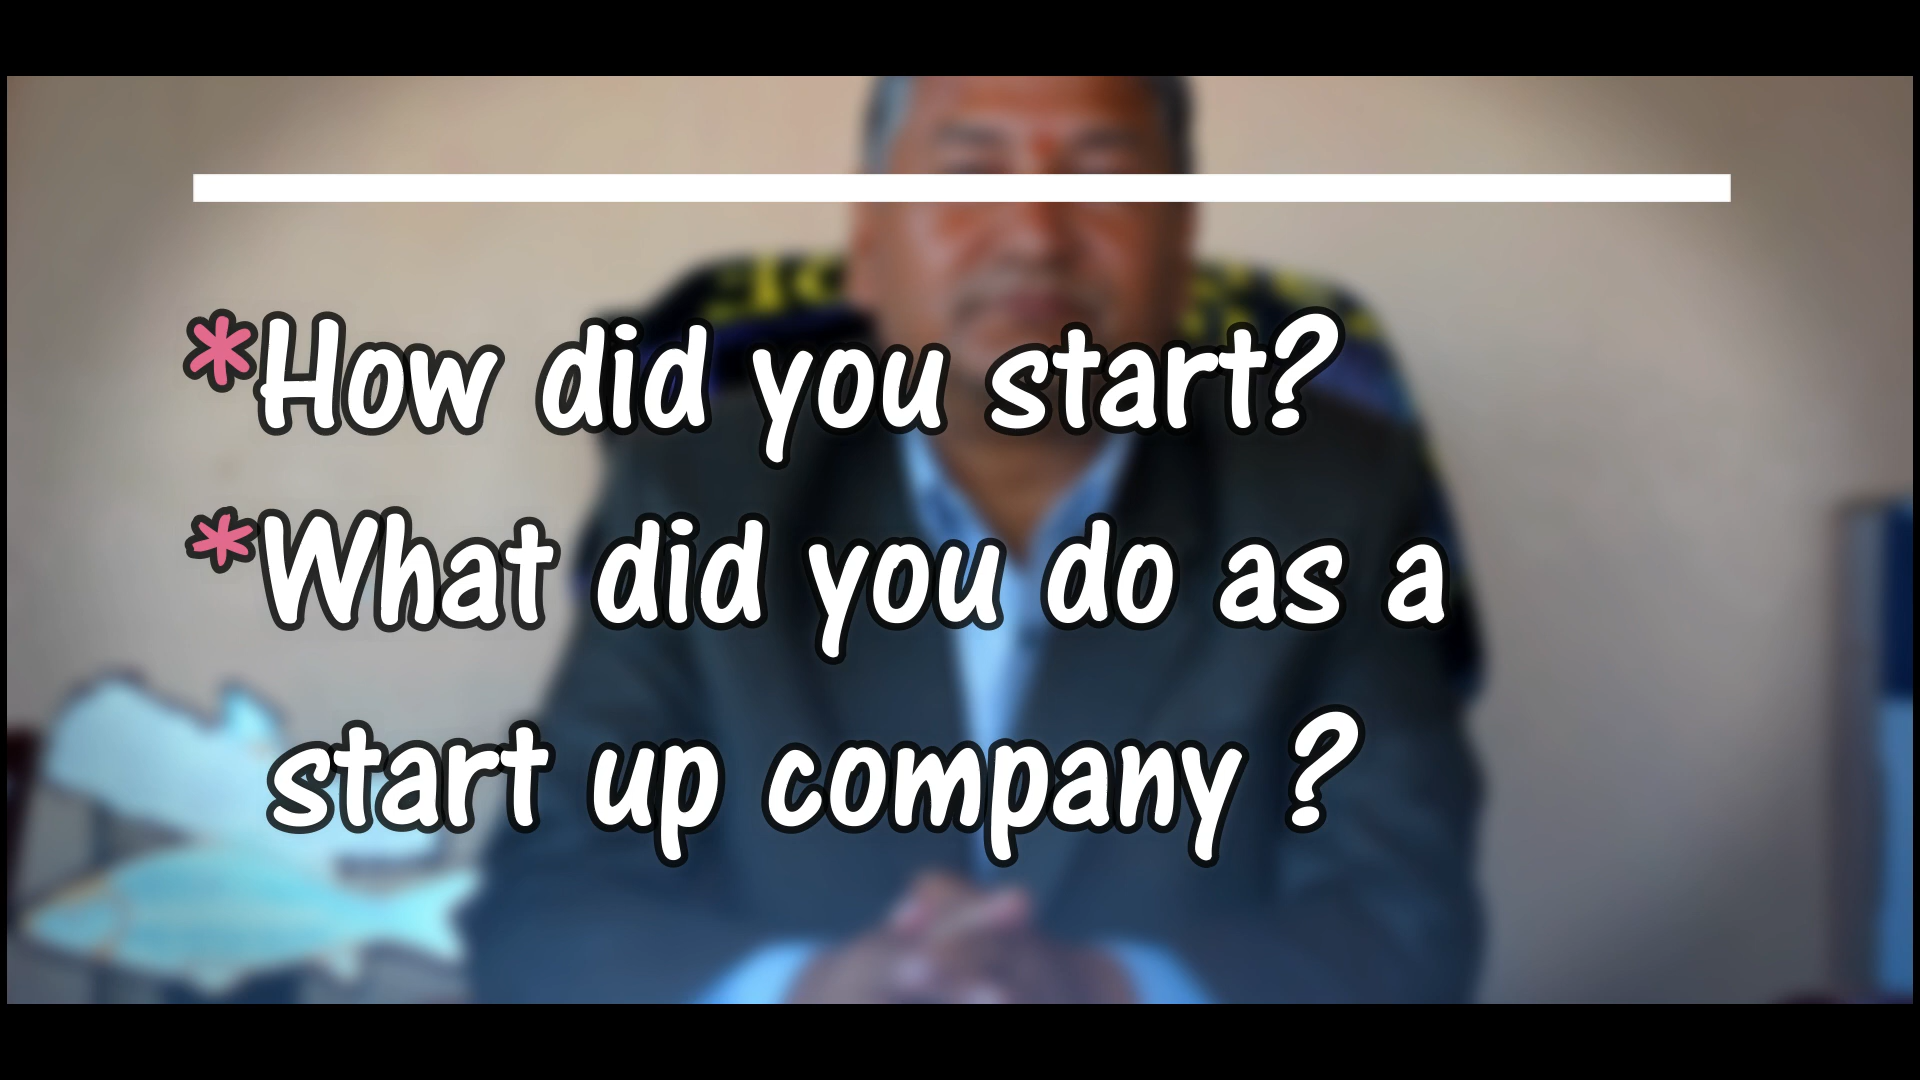 *How did you start?
*What did you do as a
start up company ?